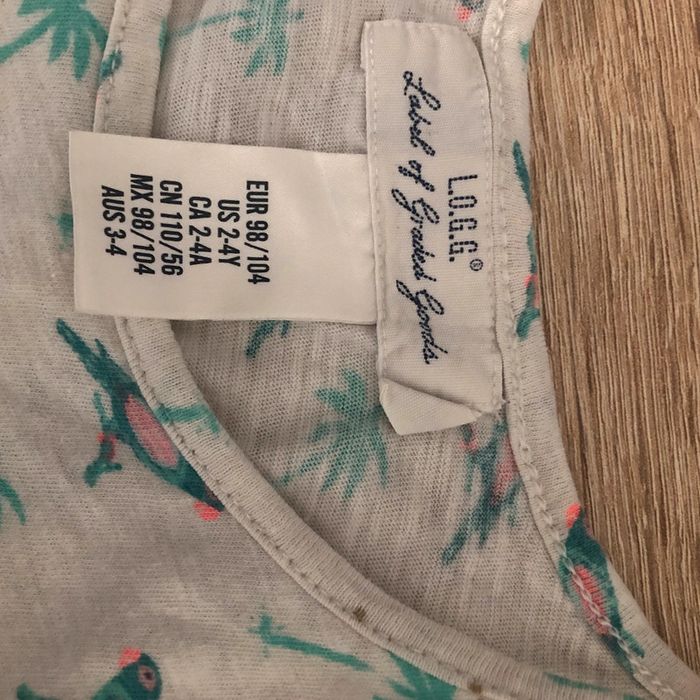 L.O.G.G.®
Label of Graded Goods
EUR 98/104
US 2-4Y
CA 2-4A
CN 110/56
MX 98/104
AUS 3-4